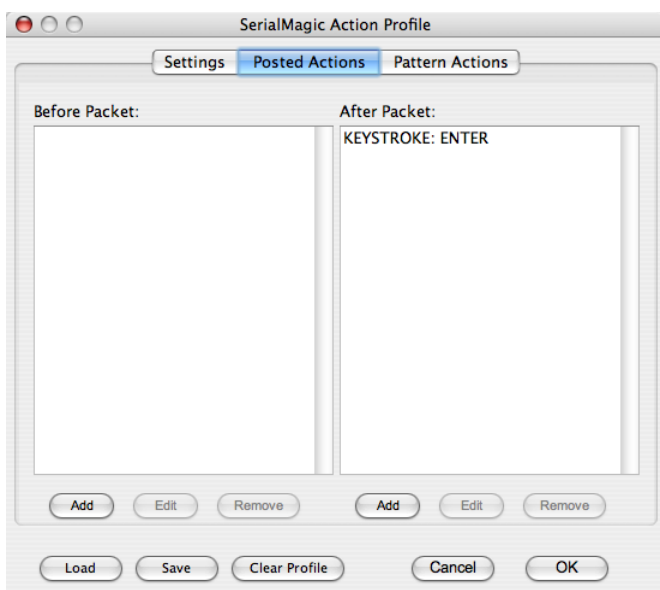 SerialMagic Action Profile
Settings Posted Actions Pattern Actions
Before Packet: After Packet:
KEYSTROKE: ENTER
Add Edit Remove Add Edit Remove
Load Save Clear Profile Cancel OK